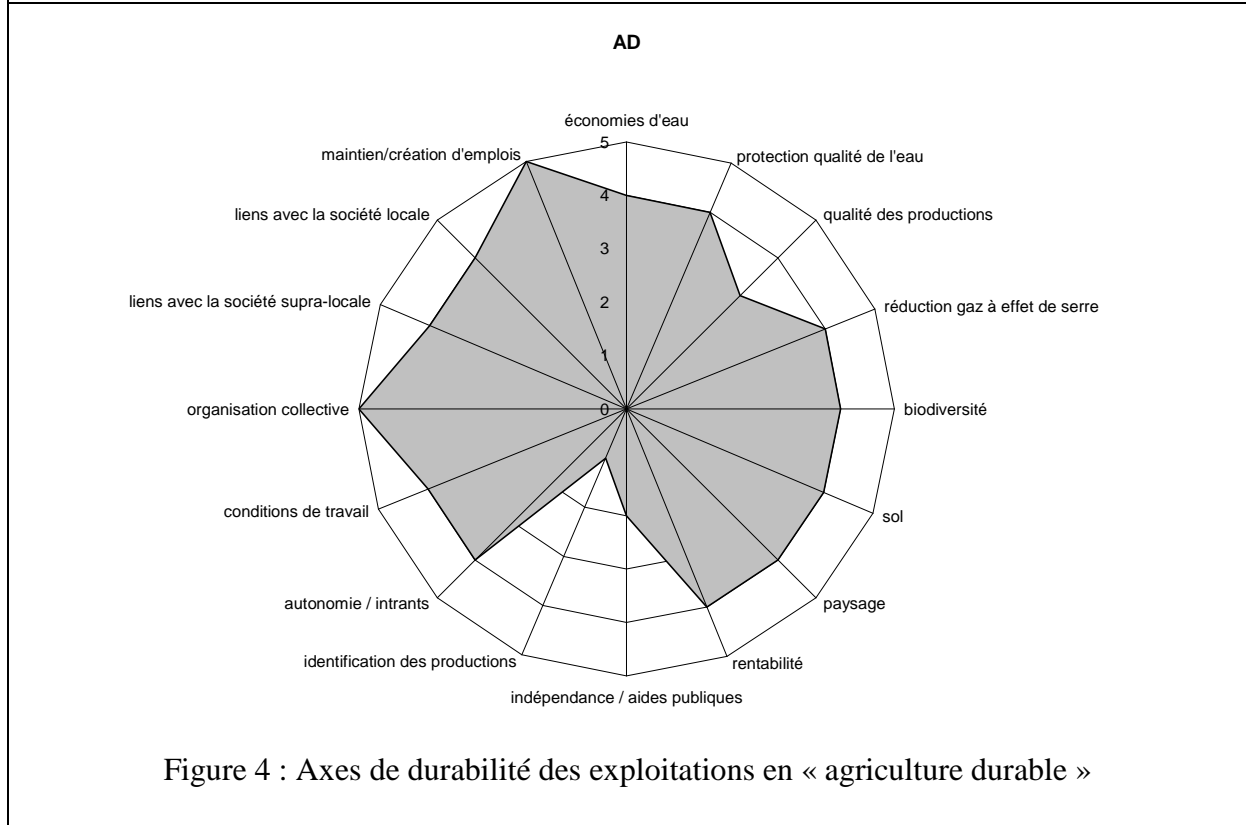 AD
économies d'eau
protection qualité de l'eau
qualité des productions
réduction gaz à effet de serre
biodiversité
sol
paysage
rentabilité
indépendance / aides publiques
identification des productions
autonomie / intrants
conditions de travail
organisation collective
liens avec la société supra-locale
liens avec la société locale
maintien/création d'emplois
5
4
3
2
1
0
Figure 4 : Axes de durabilité des exploitations en « agriculture durable »